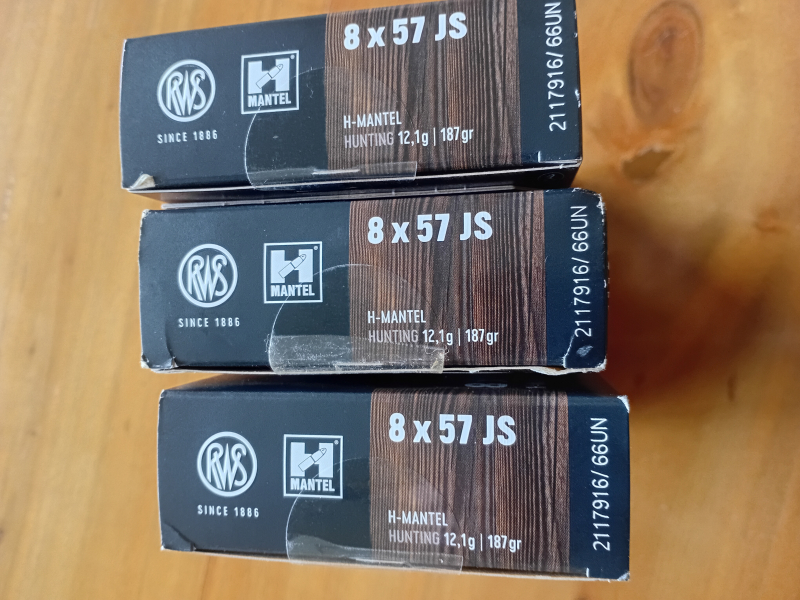 8 x 57 JS
RWS
H
MANTEL
SINCE 1886
H-MANTEL
HUNTING 12,1g | 187gr
2117916/ 66UN
8 x 57 JS
RWS
H
MANTEL
SINCE 1886
H-MANTEL
HUNTING 12,1g | 187gr
2117916/ 66UN
8 x 57 JS
RWS
H
MANTEL
SINCE 1886
H-MANTEL
HUNTING 12,1g | 187gr
2117916/ 66UN